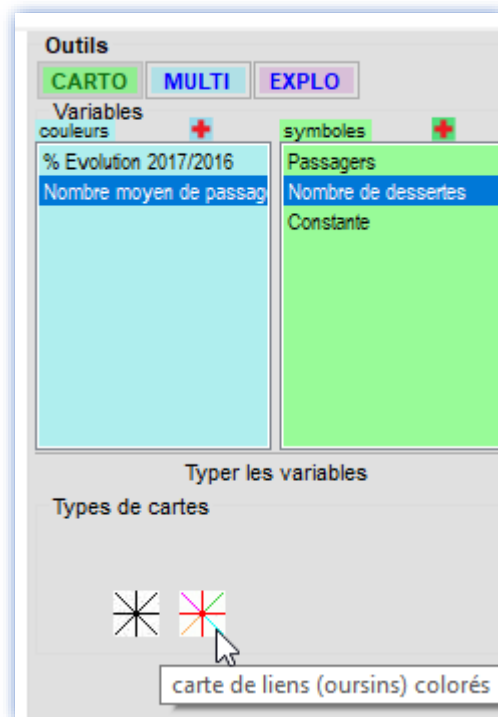 Outils
CARTO MULTI EXPLO
Variables
couleurs symboles
% Evolution 2017/2016
Nombre moyen de passag
Passagers
Nombre de dessertes
Constante
Typer les variables
Types de cartes
carte de liens (oursins) colorés